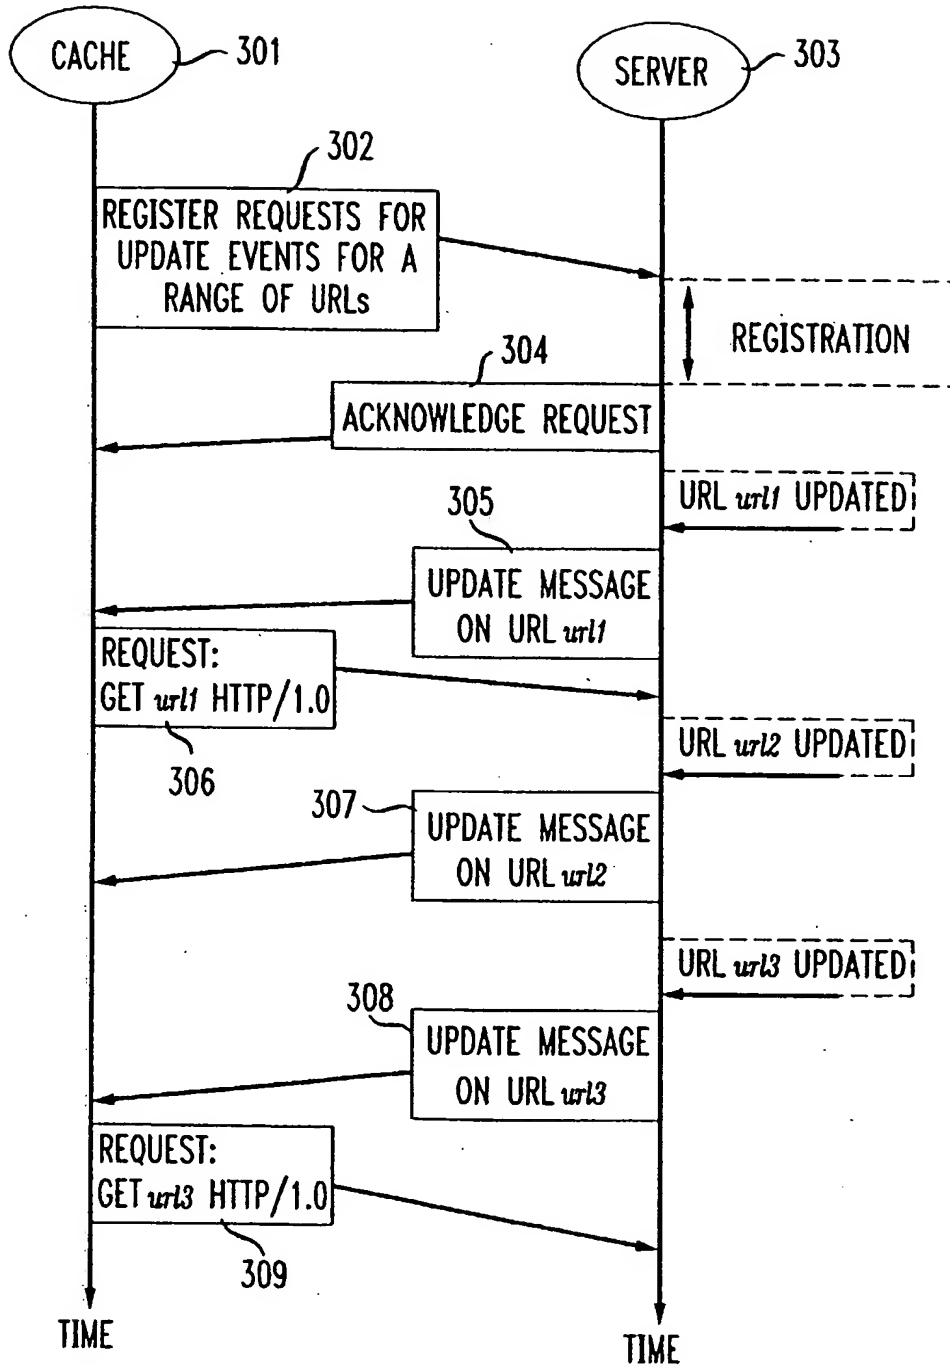 CACHE
301
SERVER
303
302
REGISTER REQUESTS FOR
UPDATE EVENTS FOR A
RANGE OF URLs
REGISTRATION
304
ACKNOWLEDGE REQUEST
URL url1 UPDATED
305
UPDATE MESSAGE
ON URL url1
REQUEST:
GET url1 HTTP/1.0
306
URL url2 UPDATED
307
UPDATE MESSAGE
ON URL url2
URL url3 UPDATED
308
UPDATE MESSAGE
ON URL url3
REQUEST:
GET url3 HTTP/1.0
309
TIME
TIME